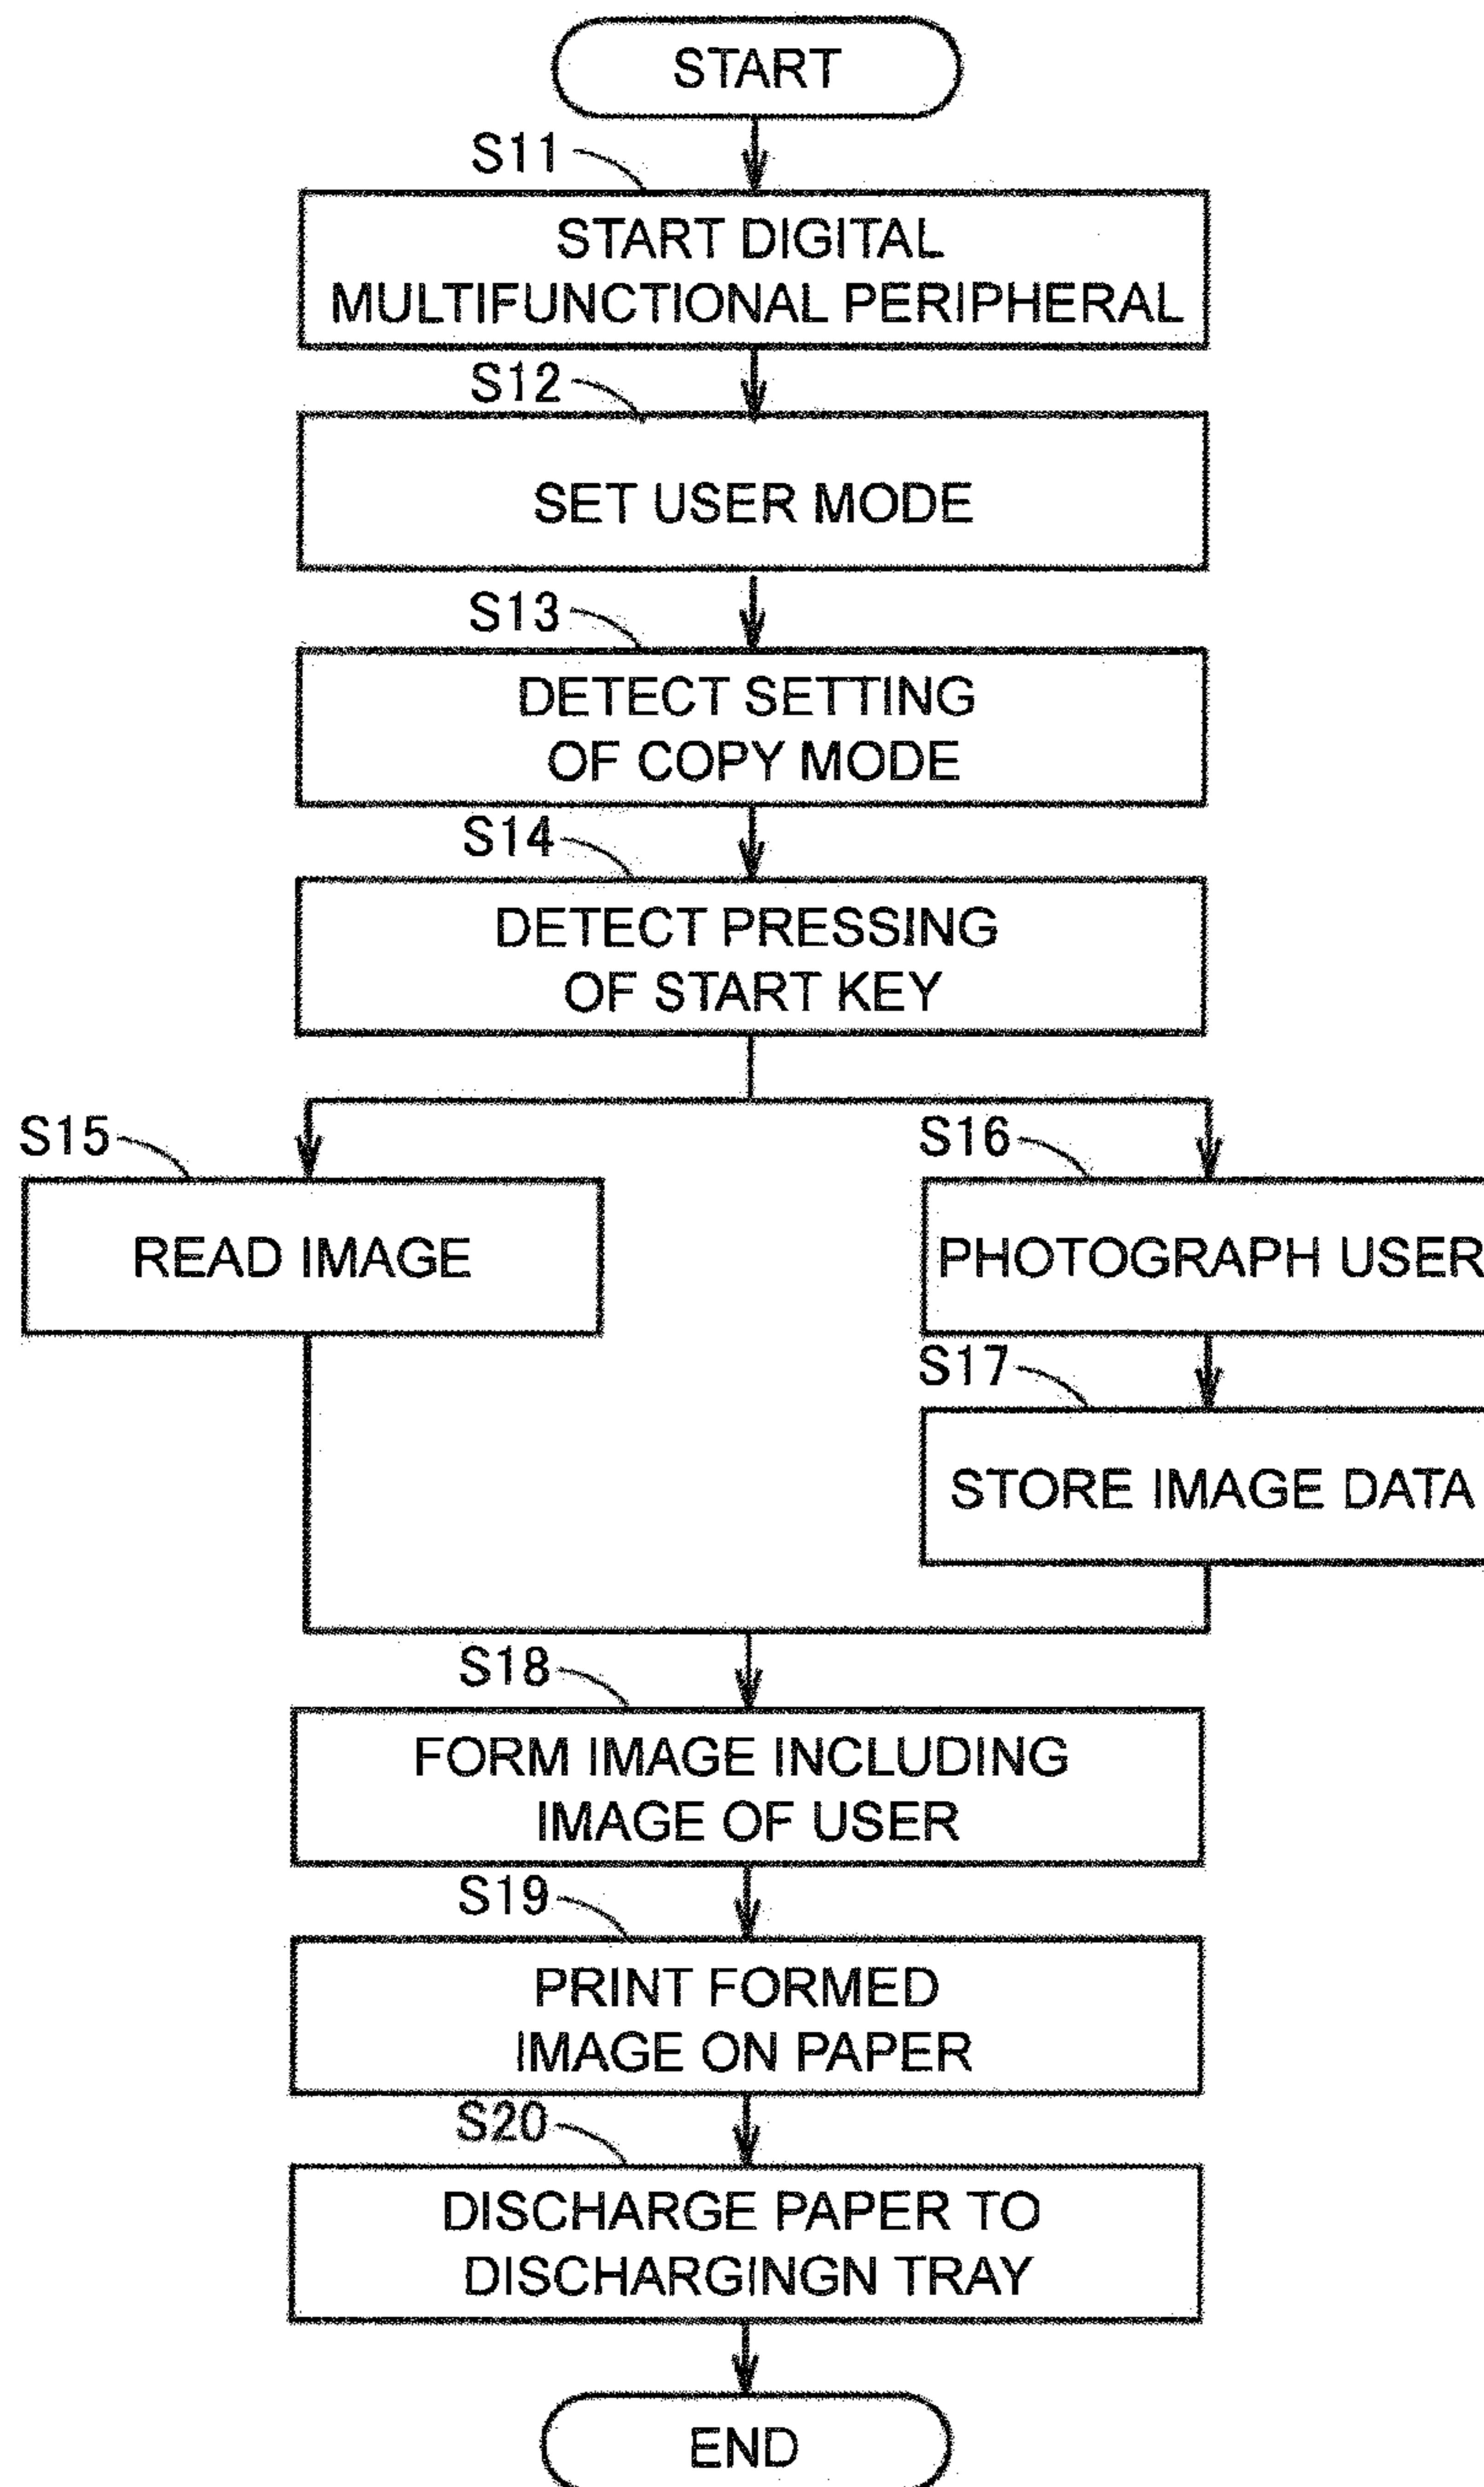 START
S11
START DIGITAL
MULTIFUNCTIONAL PERIPHERAL
S12
SET USER MODE
S13
DETECT SETTING
OF COPY MODE
S14
DETECT PRESSING
OF START KEY
S15
READ IMAGE
S16
PHOTOGRAPH USER
S17
STORE IMAGE DATA
S18
FORM IMAGE INCLUDING
IMAGE OF USER
S19
PRINT FORMED
IMAGE ON PAPER
S20
DISCHARGE PAPER TO
DISCHARGINGN TRAY
END